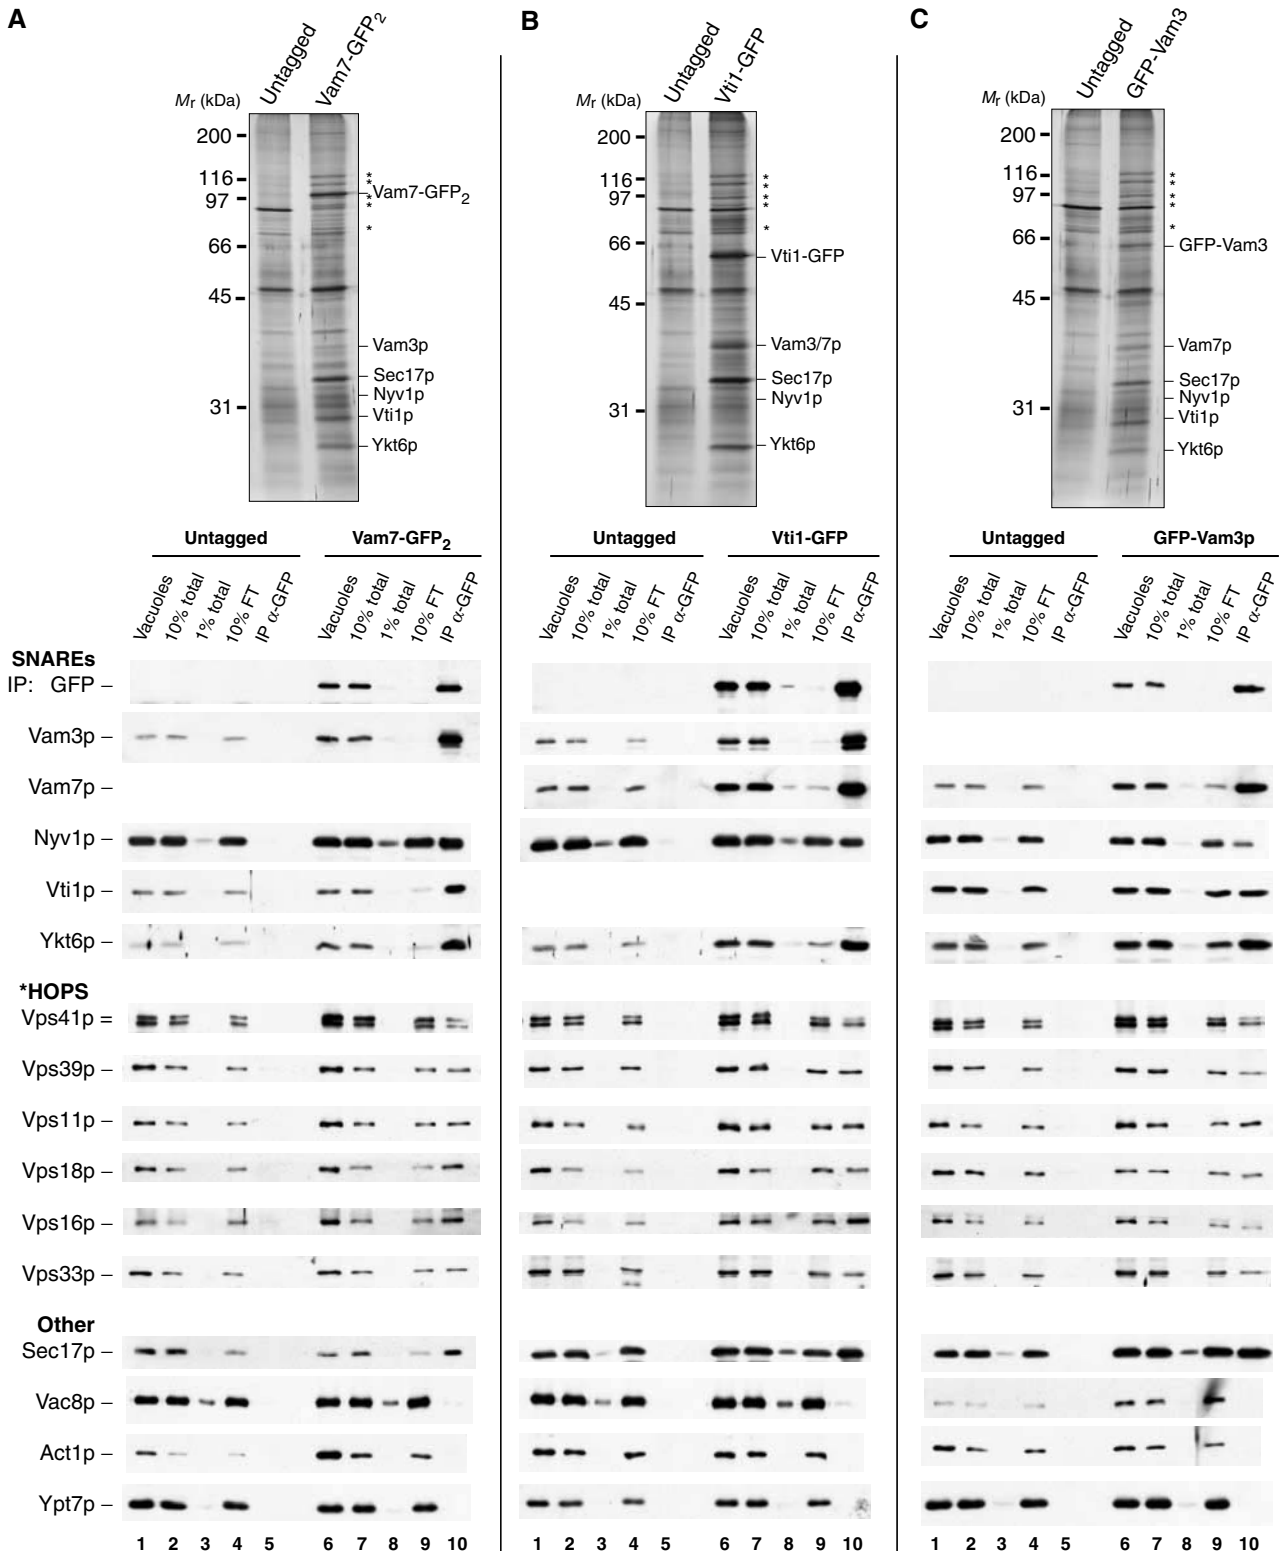 A
Untagged
Vam7-GFP2
Mr (kDa)
200
116
97
66
45
31
*
*
*
*
*
Vam7-GFP2
Vam3p
Sec17p
Nyv1p
Vti1p
Ykt6p
B
Untagged
Vti1-GFP
Mr (kDa)
200
116
97
66
45
31
*
*
*
*
*
Vti1-GFP
Vam3/7p
Sec17p
Nyv1p
Ykt6p
C
Untagged
GFP-Vam3
Mr (kDa)
200
116
97
66
45
31
*
*
*
*
*
GFP-Vam3
Vam7p
Sec17p
Nyv1p
Vti1p
Ykt6p
Untagged Vam7-GFP2
Vacuoles 10% total 1% total 10% FT IP α-GFP Vacuoles 10% total 1% total 10% FT IP α-GFP
Untagged Vti1-GFP
Vacuoles 10% total 1% total 10% FT IP α-GFP Vacuoles 10% total 1% total 10% FT IP α-GFP
Untagged GFP-Vam3p
Vacuoles 10% total 1% total 10% FT IP α-GFP Vacuoles 10% total 1% total 10% FT IP α-GFP
SNAREs
IP: GFP –
Vam3p –
Vam7p –
Nyv1p –
Vti1p –
Ykt6p –
*HOPS
Vps41p =
Vps39p –
Vps11p –
Vps18p –
Vps16p –
Vps33p –
Other
Sec17p –
Vac8p –
Act1p –
Ypt7p –
1 2 3 4 5 6 7 8 9 10
1 2 3 4 5 6 7 8 9 10
1 2 3 4 5 6 7 8 9 10